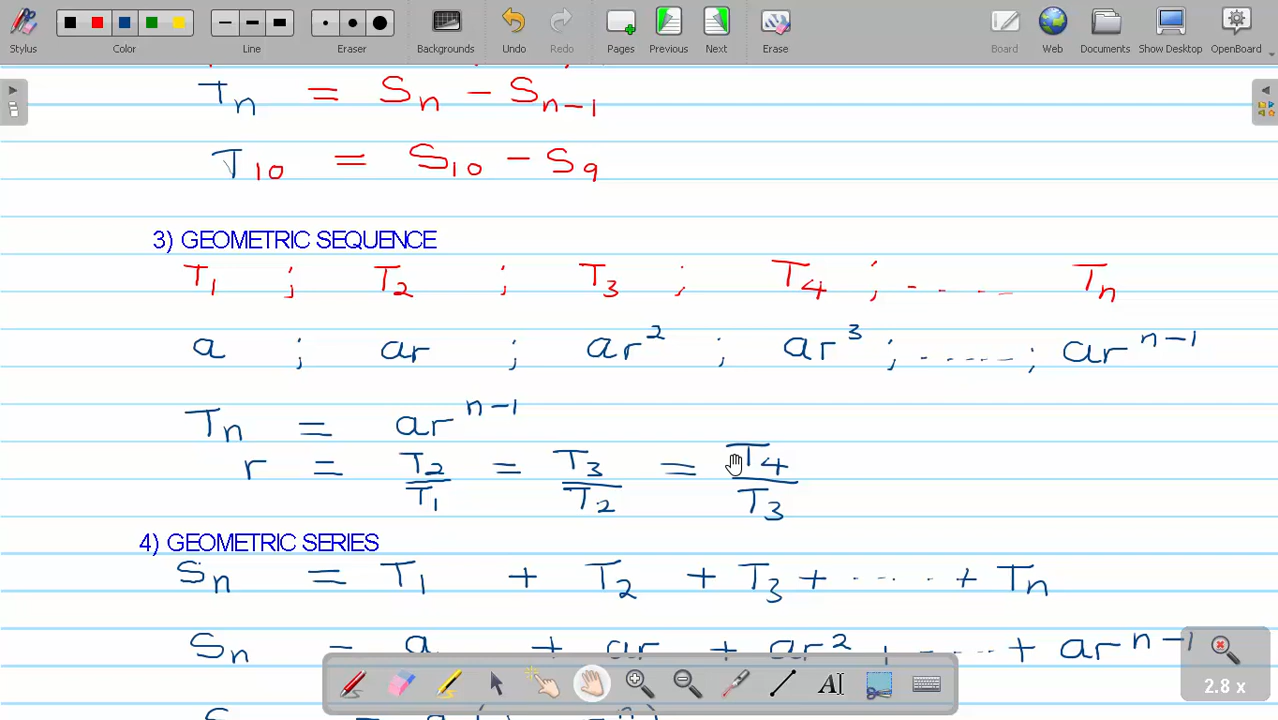 Stylus Color Line Eraser Backgrounds Undo Redo Pages Previous Next Erase Board Web Documents Show Desktop OpenBoard
Tn = Sn - Sn-1
T10 = S10 - S9
3) GEOMETRIC SEQUENCE
T1 ; T2 ; T3 ; T4 ; ..... Tn
a ; ar ; ar² ; ar³ ; ...... ; ar^n-1
Tn = ar^n-1
r = T2/T1 = T3/T2 = T4/T3
4) GEOMETRIC SERIES
Sn = T1 + T2 + T3 + ..... + Tn
Sn = a + ar + ar² + ..... + ar^n-1
2.8 x